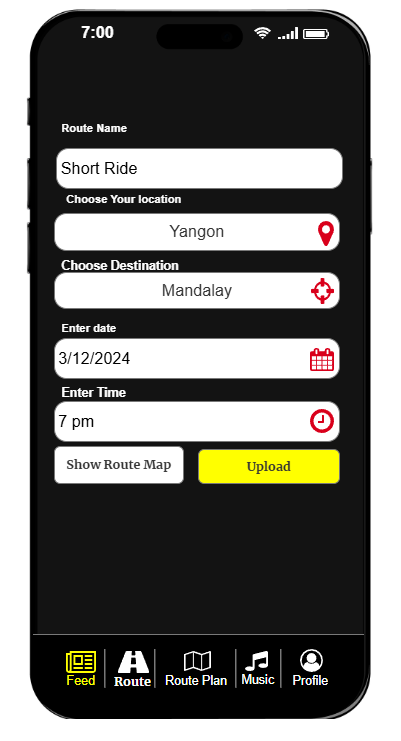 7:00
Route Name
Short Ride
Choose Your location
Yangon
Choose Destination
Mandalay
Enter date
3/12/2024
Enter Time
7 pm
Show Route Map
Upload
Feed
Route
Route Plan
Music
Profile